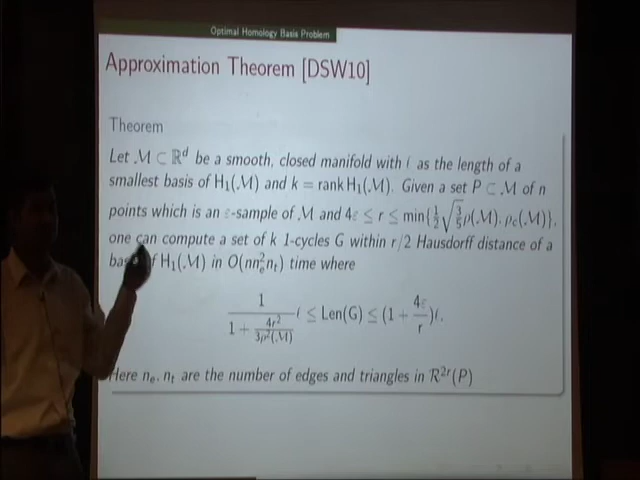 Optimal Homology Basis Problem
Approximation Theorem [DSW10]
Theorem
Let M ⊂ ℝ^d be a smooth, closed manifold with ℓ as the length of a
smallest basis of H₁(M) and k = rank H₁(M). Given a set P ⊂ M of n
points which is an ε-sample of M and 4ε ≤ r ≤ min{1/2 √(3/5) ρ(M), ρ_c(M)},
one can compute a set of k 1-cycles G within r/2 Hausdorff distance of a
of H₁(M) in O(nn_e²n_t) time where
1/(1 + 4r²/(3ρ²(M))) ℓ ≤ Len(G) ≤ (1 + 4ε/r)ℓ.
Here n_e, n_t are the number of edges and triangles in R^{2r}(P)